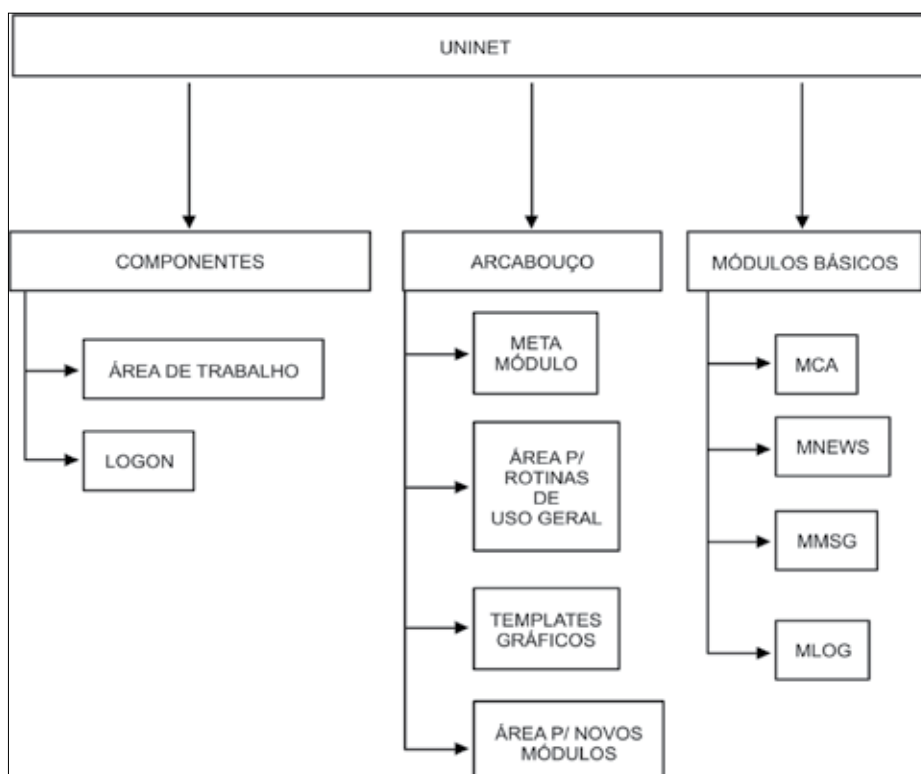 UNINET
COMPONENTES
ÁREA DE TRABALHO
LOGON
ARCABOUÇO
META
MÓDULO
ÁREA P/
ROTINAS
DE
USO GERAL
TEMPLATES
GRÁFICOS
ÁREA P/ NOVOS
MÓDULOS
MÓDULOS BÁSICOS
MCA
MNEWS
MMSG
MLOG